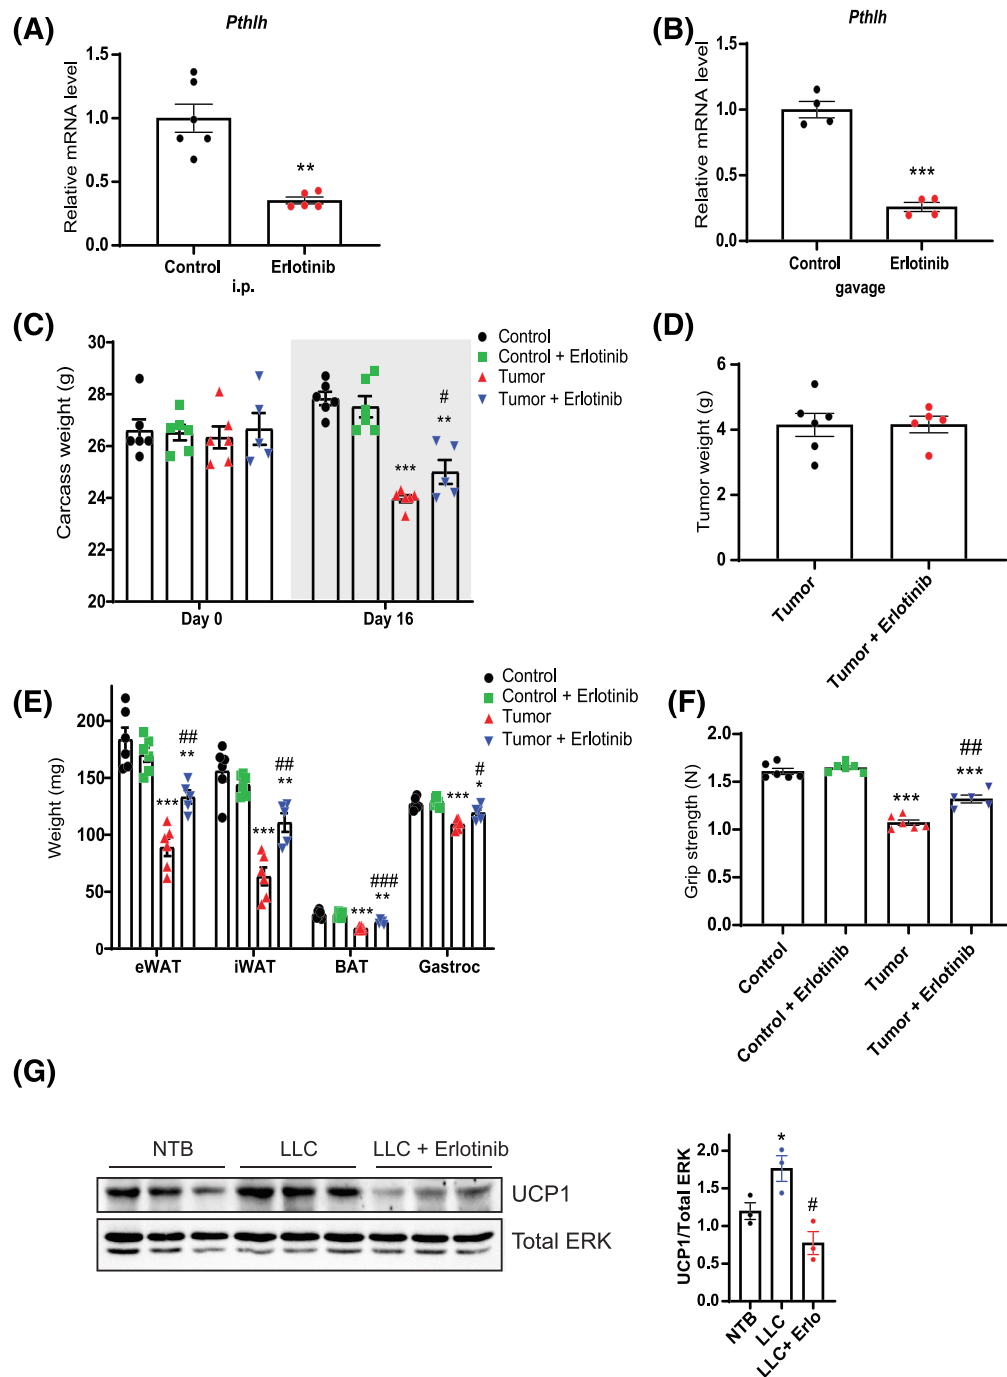 (A)
Pthlh
Relative mRNA level
1.5
1.0
0.5
0.0
**
Control
Erlotinib
i.p.
(B)
Pthlh
Relative mRNA level
1.5
1.0
0.5
0.0
***
Control
Erlotinib
gavage
(C)
Carcass weight (g)
30
28
26
24
22
20
Control
Control + Erlotinib
Tumor
Tumor + Erlotinib
***
#
**
Day 0
Day 16
(D)
Tumor weight (g)
6
4
2
0
Tumor
Tumor + Erlotinib
(E)
Weight (mg)
200
150
100
50
0
Control
Control + Erlotinib
Tumor
Tumor + Erlotinib
***
##
**
***
##
**
***
###
**
***
#
*
eWAT
iWAT
BAT
Gastroc
(F)
Grip strength (N)
2.0
1.5
1.0
0.5
0.0
***
##
***
Control
Control + Erlotinib
Tumor
Tumor + Erlotinib
(G)
NTB
LLC
LLC + Erlotinib
UCP1
Total ERK
UCP1/Total ERK
2.0
1.5
1.0
0.5
0.0
*
#
NTB
LLC
LLC+ Erlo